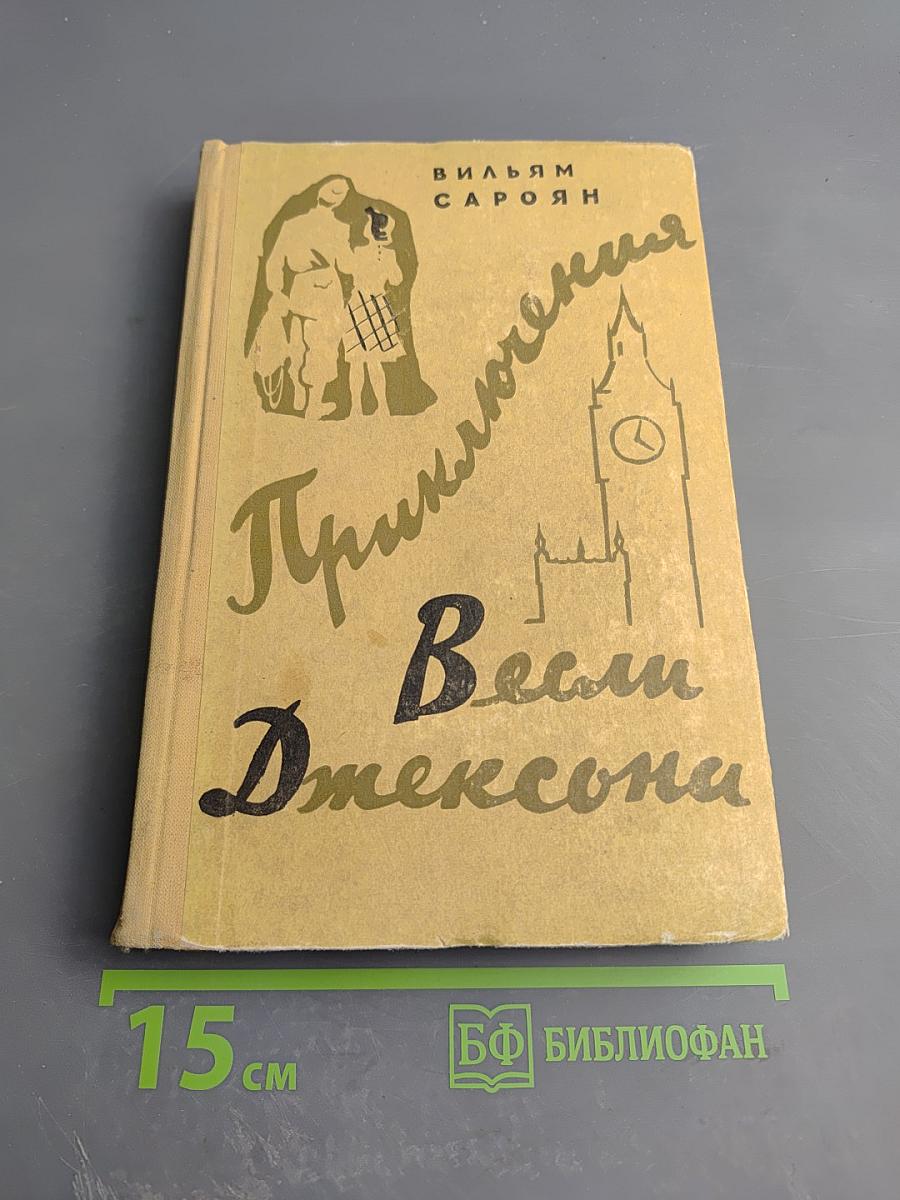 ВИЛЬЯМ
САРОЯН
Приключения
Весли
Джексона
15 см
БФ БИБЛИОФАН